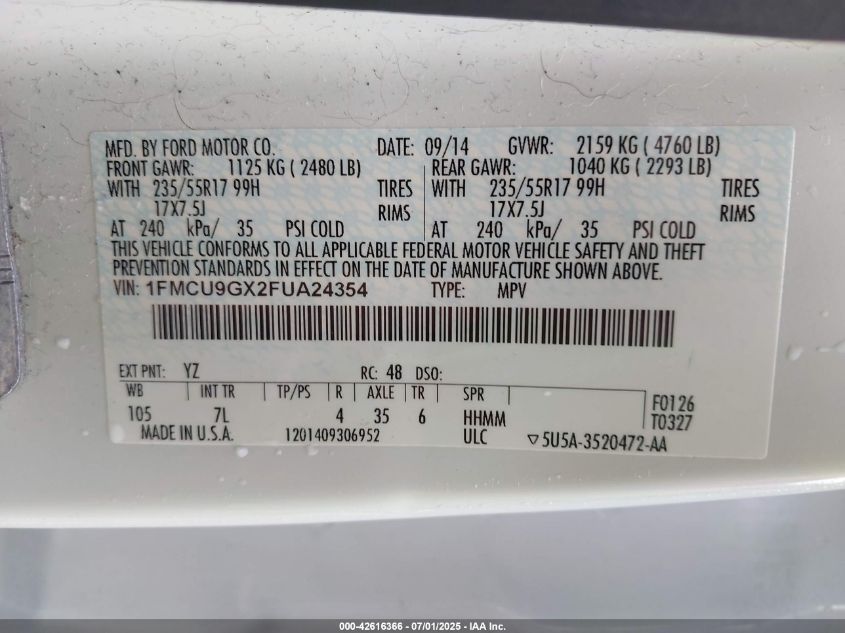 MFD. BY FORD MOTOR CO. DATE: 09/14 GVWR: 2159 KG ( 4760 LB)
FRONT GAWR: 1125 KG ( 2480 LB) REAR GAWR: 1040 KG ( 2293 LB)
WITH 235/55R17 99H TIRES WITH 235/55R17 99H TIRES
17X7.5J RIMS 17X7.5J RIMS
AT 240 kPa/ 35 PSI COLD AT 240 kPa/ 35 PSI COLD
THIS VEHICLE CONFORMS TO ALL APPLICABLE FEDERAL MOTOR VEHICLE SAFETY AND THEFT
PREVENTION STANDARDS IN EFFECT ON THE DATE OF MANUFACTURE SHOWN ABOVE.
VIN: 1FMCU9GX2FUA24354 TYPE: MPV
EXT PNT: YZ RC: 48 DSO:
WB INT TR TP/PS R AXLE TR SPR
105 7L 4 35 6 HHMM F0126
T0327
MADE IN U.S.A. 1201409306952 ULC ▽5U5A-3520472-AA
000-42616366 - 07/01/2025 - IAA Inc.